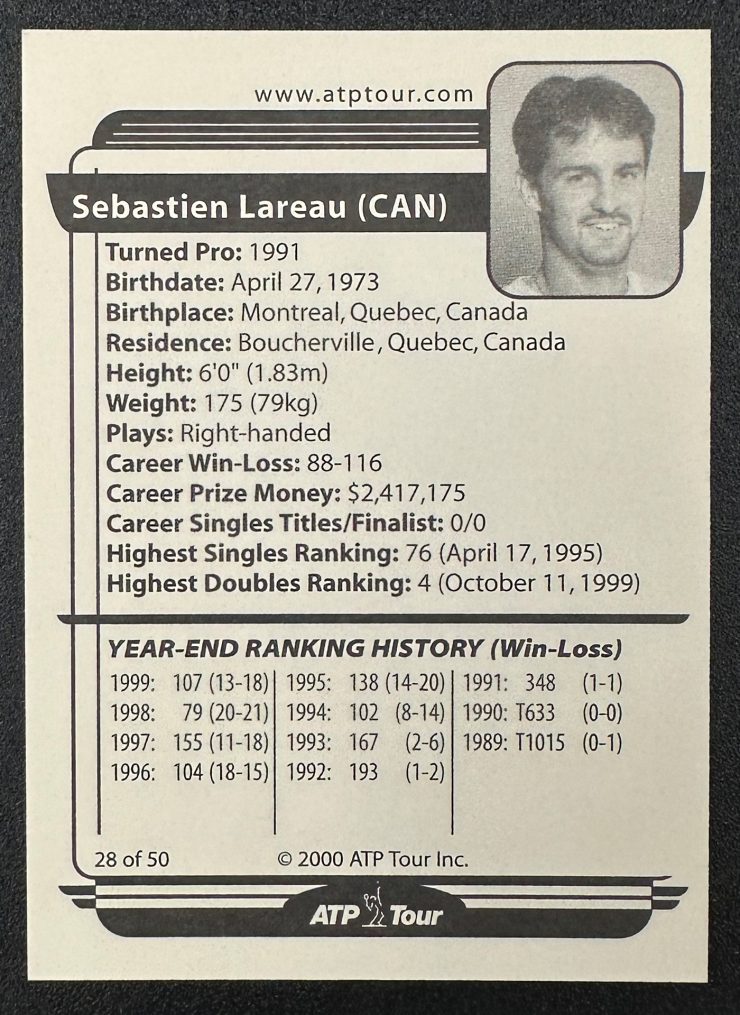 www.atptour.com
Sebastien Lareau (CAN)
Turned Pro: 1991
Birthdate: April 27, 1973
Birthplace: Montreal, Quebec, Canada
Residence: Boucherville, Quebec, Canada
Height: 6'0" (1.83m)
Weight: 175 (79kg)
Plays: Right-handed
Career Win-Loss: 88-116
Career Prize Money: $2,417,175
Career Singles Titles/Finalist: 0/0
Highest Singles Ranking: 76 (April 17, 1995)
Highest Doubles Ranking: 4 (October 11, 1999)
YEAR-END RANKING HISTORY (Win-Loss)
1999: 107 (13-18) 1995: 138 (14-20) 1991: 348 (1-1)
1998: 79 (20-21) 1994: 102 (8-14) 1990: T633 (0-0)
1997: 155 (11-18) 1993: 167 (2-6) 1989: T1015 (0-1)
1996: 104 (18-15) 1992: 193 (1-2)
28 of 50 © 2000 ATP Tour Inc.
ATP Tour